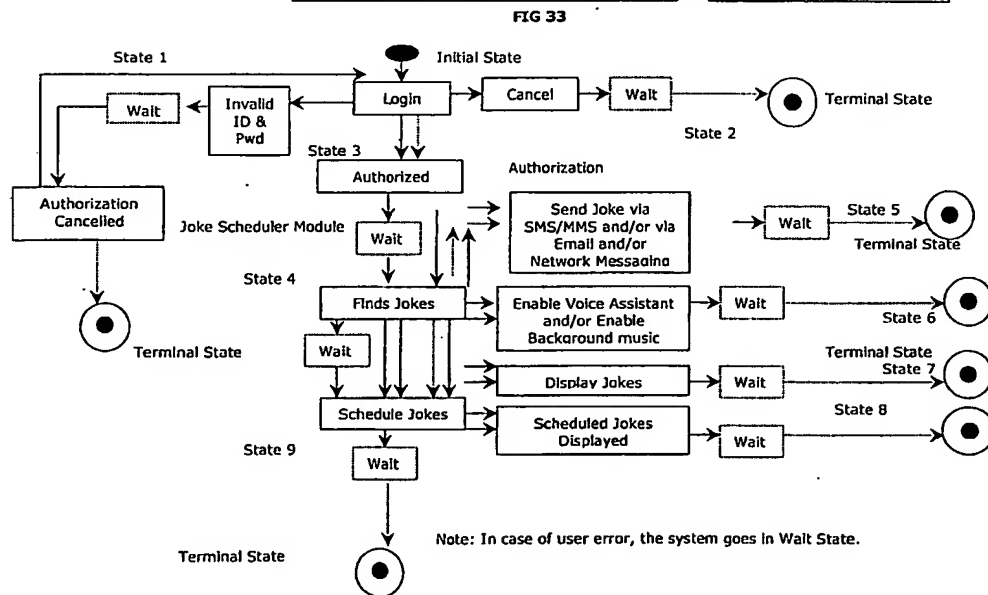 FIG 33
State 1
Initial State
Login
Cancel
Wait
Terminal State
State 2
Wait
Invalid
ID &
Pwd
State 3
Authorized
Authorization
Authorization
Cancelled
Joke Scheduler Module
Wait
Send Joke via
SMS/MMS and/or via
Email and/or
Network Messaging
Wait
State 5
Terminal State
State 4
Finds Jokes
Enable Voice Assistant
and/or Enable
Background music
Wait
State 6
Terminal State
Wait
Terminal State
State 7
Display Jokes
Wait
Schedule Jokes
Scheduled Jokes
Displayed
Wait
State 8
State 9
Wait
Note: In case of user error, the system goes in Wait State.
Terminal State